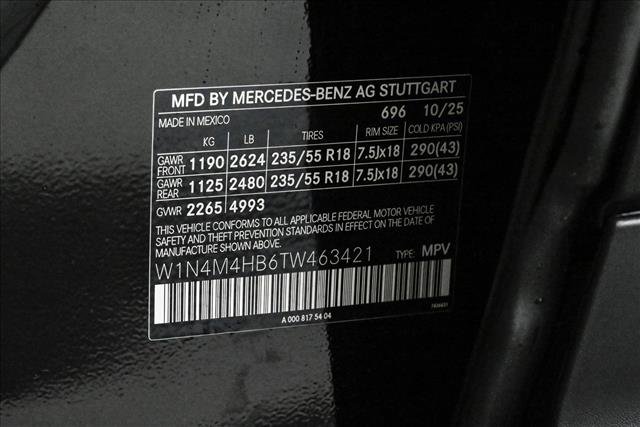 MFD BY MERCEDES-BENZ AG STUTTGART
MADE IN MEXICO 696 10/25
KG LB TIRES RIM SIZE COLD KPA (PSI)
GAWR FRONT 1190 2624 235/55 R18 7.5Jx18 290(43)
GAWR REAR 1125 2480 235/55 R18 7.5Jx18 290(43)
GVWR 2265 4993
THIS VEHICLE CONFORMS TO ALL APPLICABLE FEDERAL MOTOR VEHICLE
SAFETY AND THEFT PREVENTION STANDARDS IN EFFECT ON THE DATE OF
MANUFACTURE SHOWN ABOVE.
W1N4M4HB6TW463421 TYPE: MPV
A 000 817 54 04